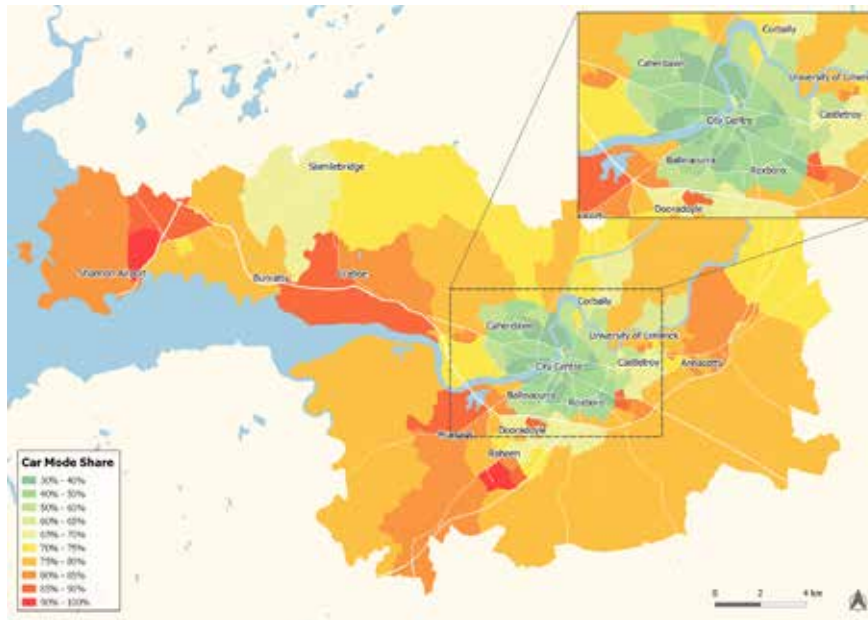 Corbally
Caherdavin
University of Limerick
City Centre
Castletroy
Ballinacurra
Roxboro
Dooradoyle
Sixmilebridge
Shannon Airport
Bunratty
Cratloe
Corbally
Caherdavin
University of Limerick
City Centre
Castletroy
Annacotty
Ballinacurra
Roxboro
Mungret
Dooradoyle
Raheen
Car Mode Share
30% - 40%
40% - 50%
50% - 60%
60% - 65%
65% - 70%
70% - 75%
75% - 80%
80% - 85%
85% - 90%
90% - 100%
0 2 4 km